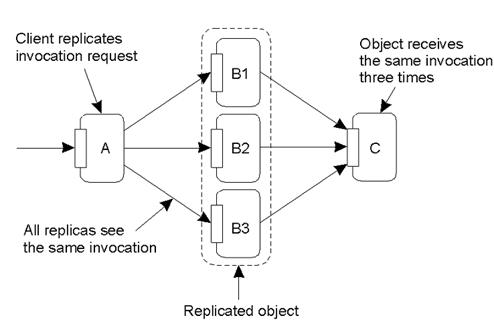 Client replicates
invocation request
Object receives
the same invocation
three times
B1
A
B2
C
B3
All replicas see
the same invocation
Replicated object